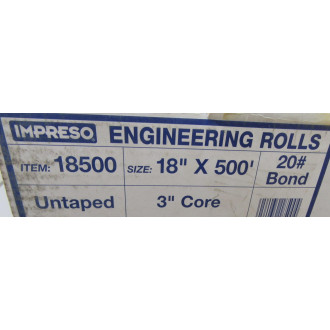 IMPRESO ENGINEERING ROLLS
ITEM: 18500 SIZE: 18" X 500' 20# Bond
Untaped 3" Core